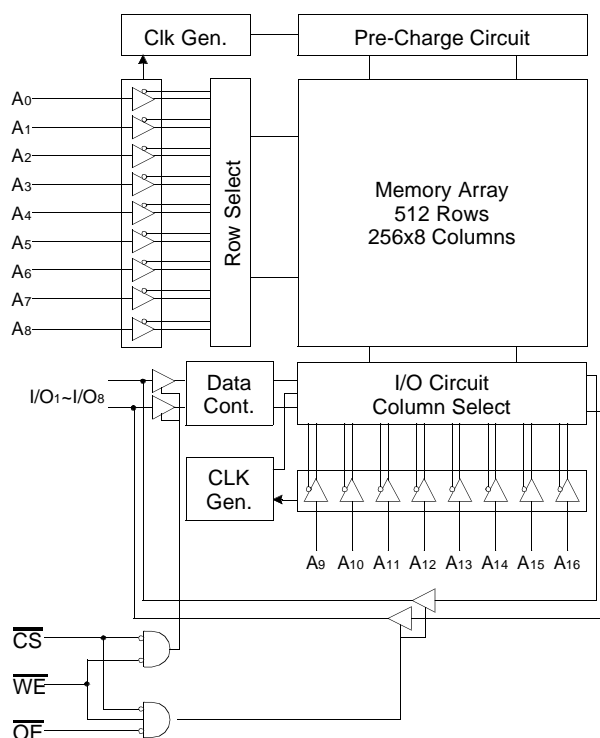 Clk Gen.
Pre-Charge Circuit
A0
A1
A2
A3
A4
A5
A6
A7
A8
Row Select
Memory Array
512 Rows
256x8 Columns
I/O1~I/O8
Data
Cont.
I/O Circuit
Column Select
CLK
Gen.
A9 A10 A11 A12 A13 A14 A15 A16
CS
WE
OE